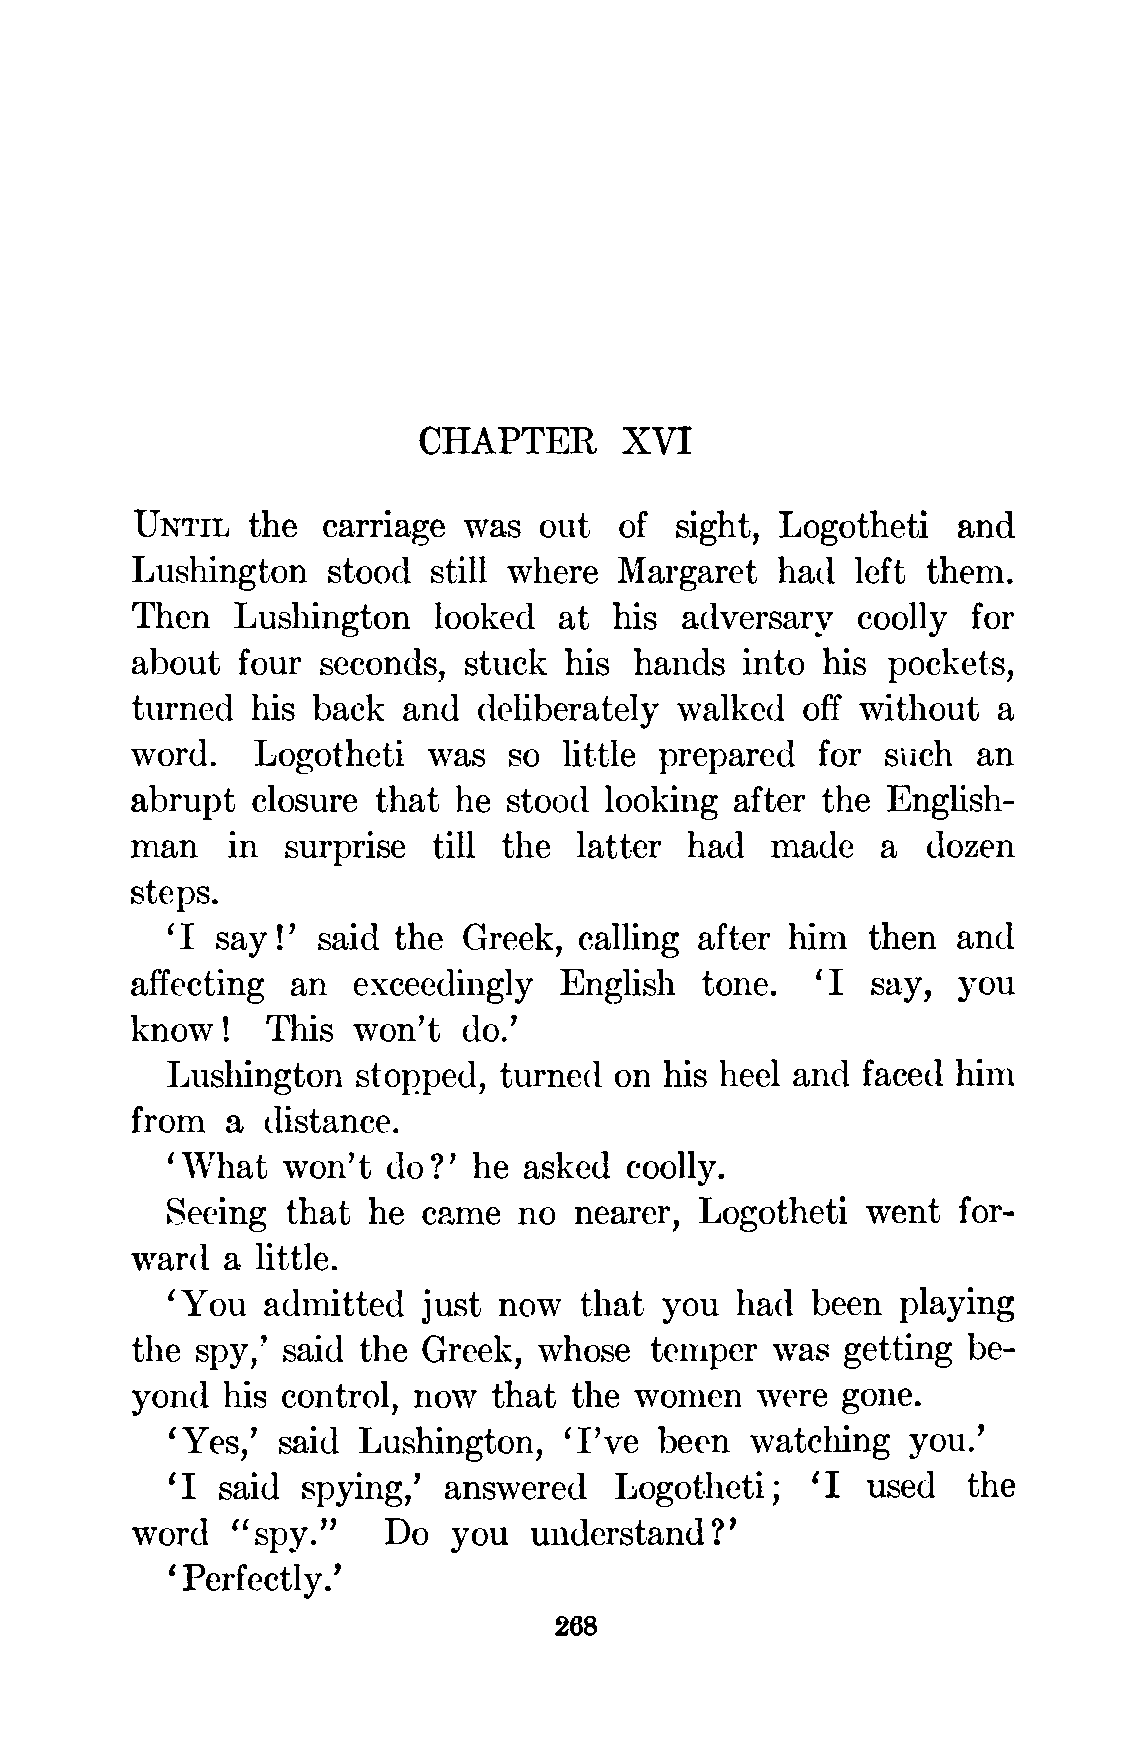 CHAPTER XVI
UNTIL the carriage was out of sight, Logotheti and
Lushington stood still where Margaret had left them.
Then Lushington looked at his adversary coolly for
about four seconds, stuck his hands into his pockets,
turned his back and deliberately walked off without a
word. Logotheti was so little prepared for such an
abrupt closure that he stood looking after the English-
man in surprise till the latter had made a dozen
steps.
‘I say!’ said the Greek, calling after him then and
affecting an exceedingly English tone. ‘I say, you
know! This won’t do.’
Lushington stopped, turned on his heel and faced him
from a distance.
‘What won’t do?’ he asked coolly.
Seeing that he came no nearer, Logotheti went for-
ward a little.
‘You admitted just now that you had been playing
the spy,’ said the Greek, whose temper was getting be-
yond his control, now that the women were gone.
‘Yes,’ said Lushington, ‘I’ve been watching you.’
‘I said spying,’ answered Logotheti; ‘I used the
word “spy.” Do you understand?’
‘Perfectly.’
268